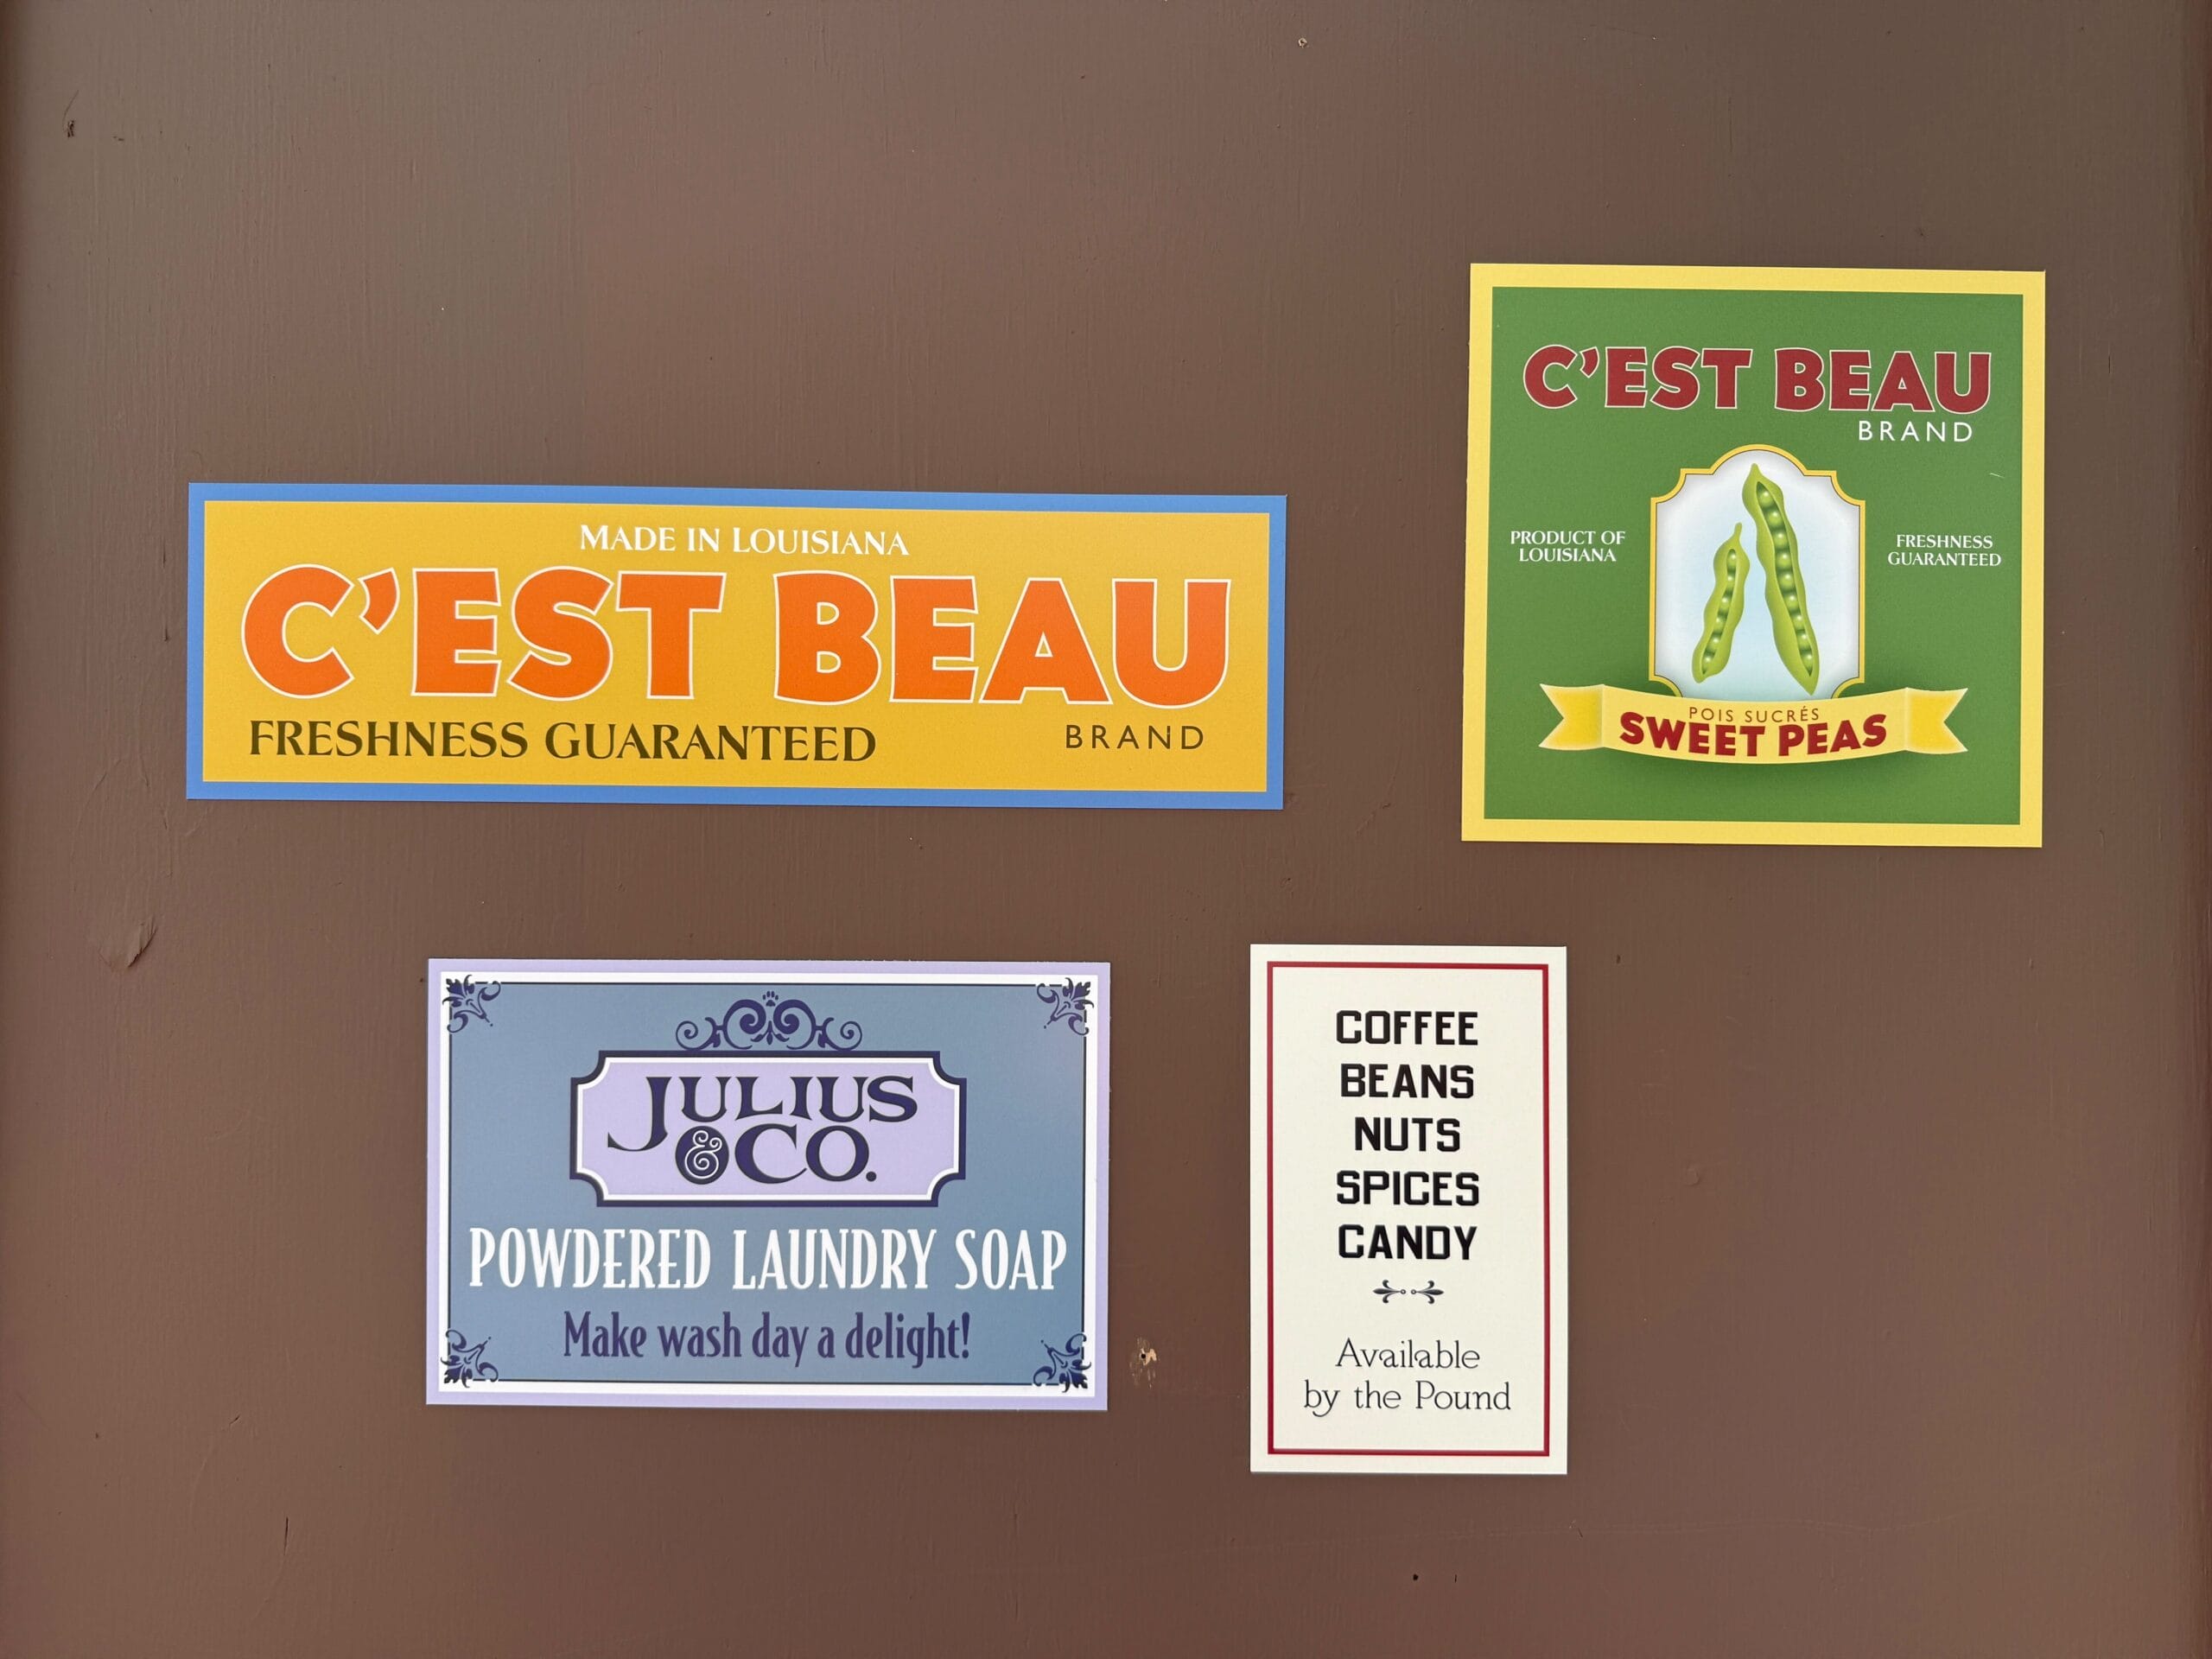 MADE IN LOUISIANA
C'EST BEAU
FRESHNESS GUARANTEED
BRAND
C'EST BEAU
BRAND
PRODUCT OF
LOUISIANA
FRESHNESS
GUARANTEED
POIS SUCRÉS
SWEET PEAS
JULIUS
& CO.
POWDERED LAUNDRY SOAP
Make wash day a delight!
COFFEE
BEANS
NUTS
SPICES
CANDY
Available
by the Pound